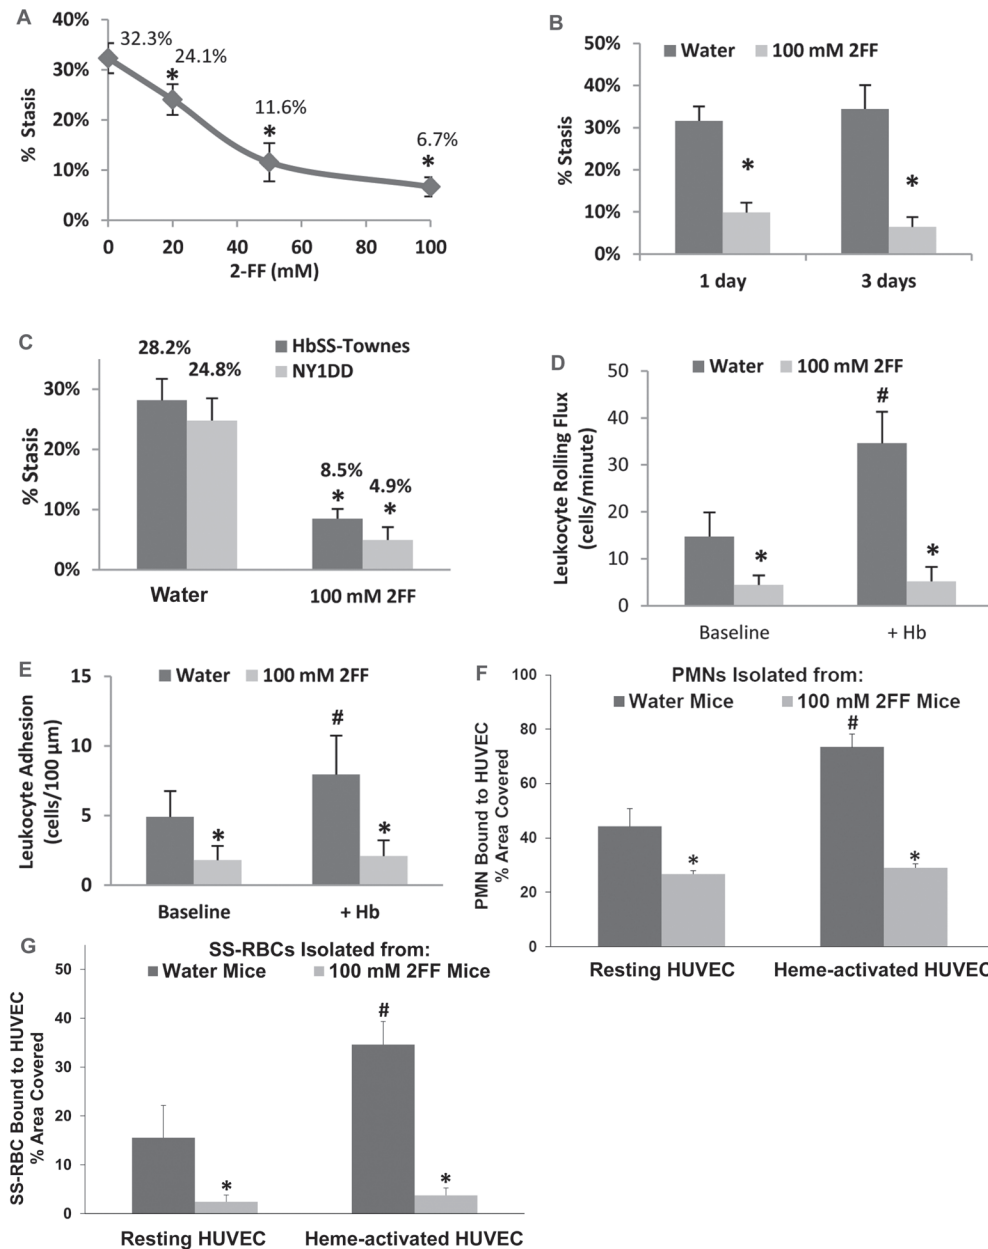 A
40%
30%
20%
10%
0%
% Stasis
32.3%
24.1%
11.6%
6.7%
*
*
*
0 20 40 60 80 100
2-FF (mM)
B
Water 100 mM 2FF
50%
40%
30%
20%
10%
0%
% Stasis
*
*
1 day 3 days
C
HbSS-Townes
NY1DD
28.2%
24.8%
30%
20%
10%
0%
% Stasis
8.5%
4.9%
*
*
Water 100 mM 2FF
D
Water 100 mM 2FF
50
40
30
20
10
0
Leukocyte Rolling Flux
(cells/minute)
#
*
*
Baseline + Hb
E
Water 100 mM 2FF
15
10
5
0
Leukocyte Adhesion
(cells/100 µm)
#
*
*
Baseline + Hb
F
PMNs Isolated from:
Water Mice 100 mM 2FF Mice
100
80
60
40
20
0
PMN Bound to HUVEC
% Area Covered
#
*
*
Resting HUVEC Heme-activated HUVEC
G
SS-RBCs Isolated from:
Water Mice 100 mM 2FF Mice
50
40
30
20
10
0
SS-RBC Bound to HUVEC
% Area Covered
#
*
*
Resting HUVEC Heme-activated HUVEC